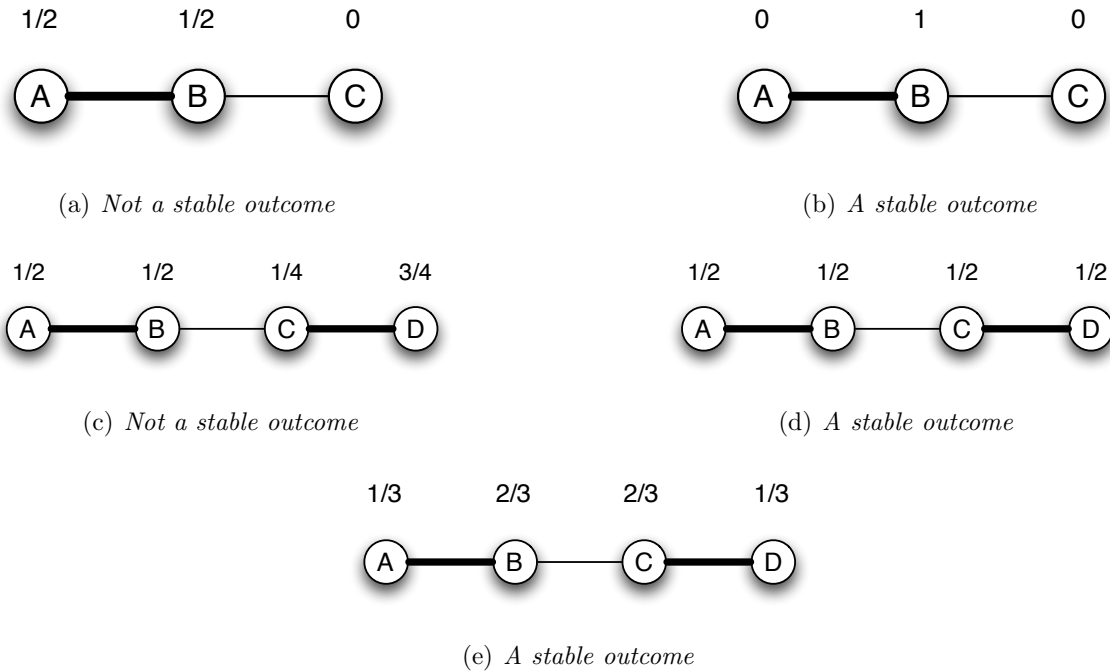 1/2 1/2 0 0 1 0
A B C A B C
(a) Not a stable outcome (b) A stable outcome
1/2 1/2 1/4 3/4 1/2 1/2 1/2 1/2
A B C D A B C D
(c) Not a stable outcome (d) A stable outcome
1/3 2/3 2/3 1/3
A B C D
(e) A stable outcome